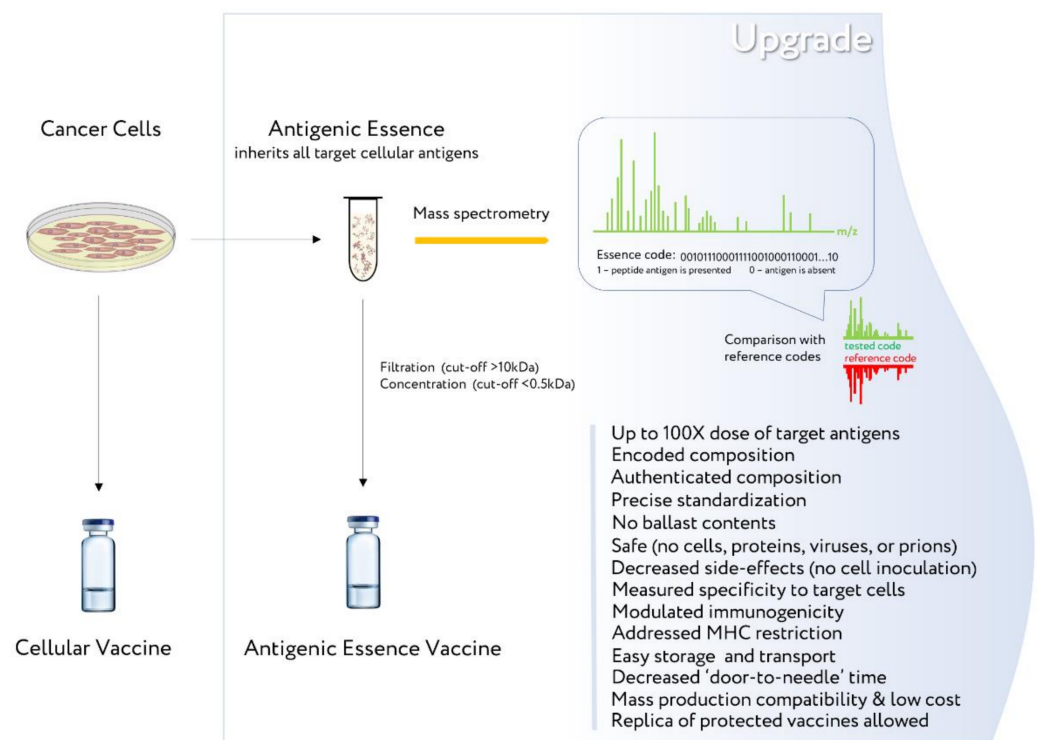 Upgrade
Cancer Cells
Antigenic Essence
inherits all target cellular antigens
Mass spectrometry
m/z
Essence code: 00101110001111001000110001...10
1 – peptide antigen is presented 0 – antigen is absent
Comparison with
reference codes
tested code
reference code
Filtration (cut-off >10kDa)
Concentration (cut-off <0.5kDa)
Up to 100X dose of target antigens
Encoded composition
Authenticated composition
Precise standardization
No ballast contents
Safe (no cells, proteins, viruses, or prions)
Decreased side-effects (no cell inoculation)
Measured specificity to target cells
Modulated immunogenicity
Addressed MHC restriction
Easy storage and transport
Decreased ‘door-to-needle’ time
Mass production compatibility & low cost
Replica of protected vaccines allowed
Cellular Vaccine
Antigenic Essence Vaccine